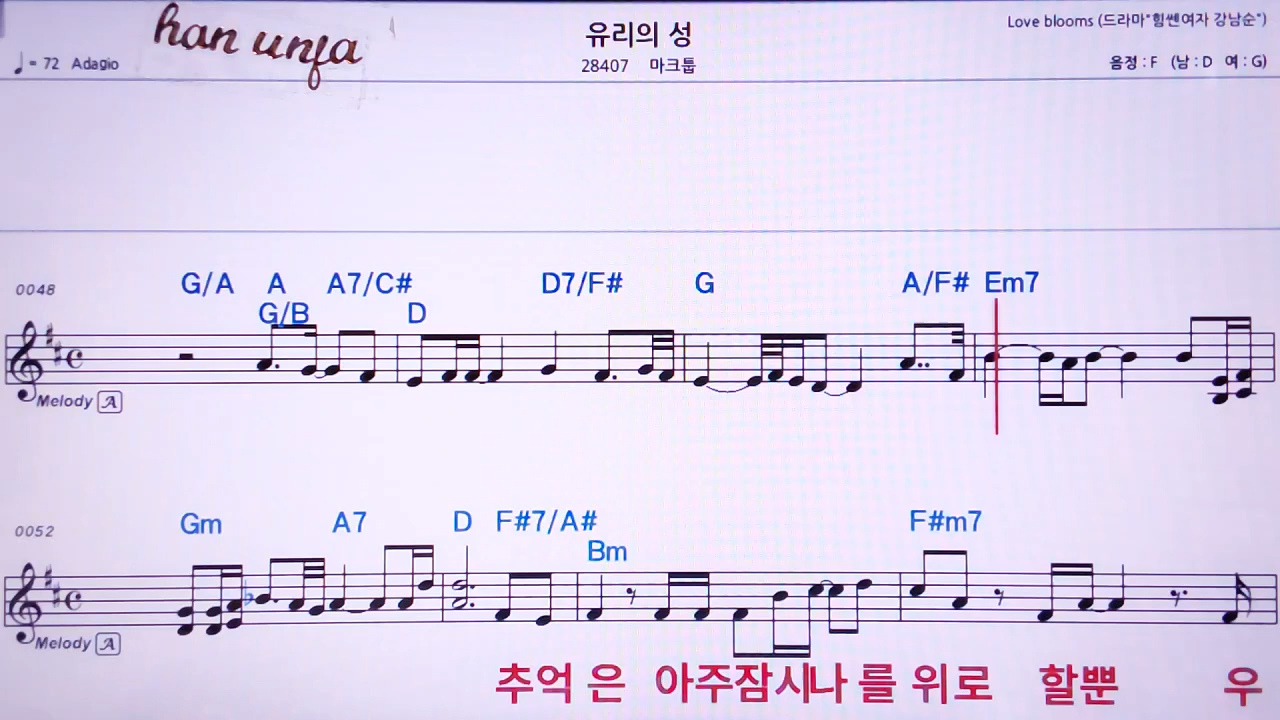 han unfa
유리의 성
Love blooms (드라마"힘쎈여자 강남순")
♩= 72 Adagio
28407 마크툽
음정 : F (남 : D 여 : G)
0048
G/A A A7/C# D7/F# G A/F# Em7
G/B D
Melody A
0052
Gm A7 D F#7/A# F#m7
Bm
Melody A
추억 은 아주잠시나 를 위로 할뿐 우